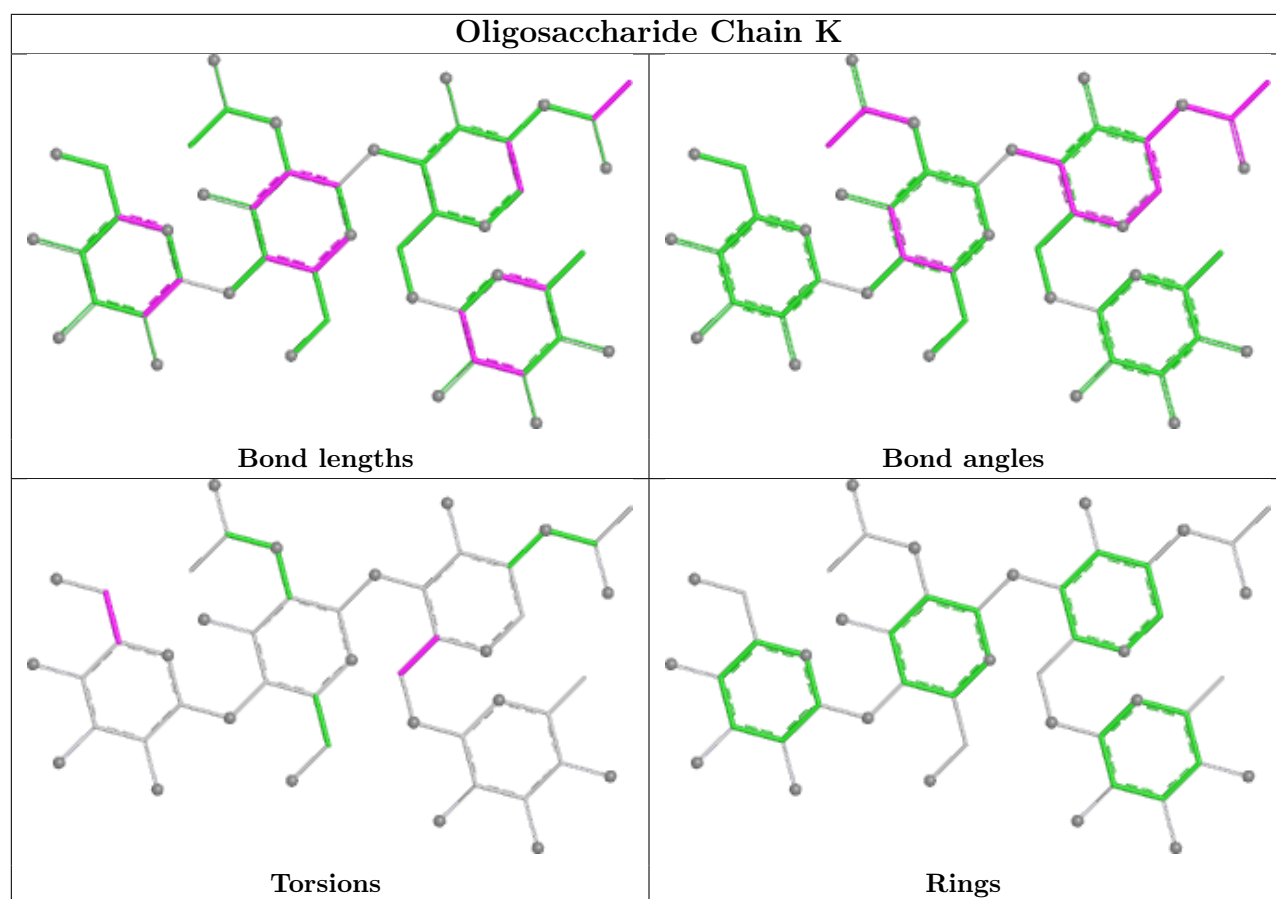 Oligosaccharide Chain K
Bond lengths
Bond angles
Torsions
Rings